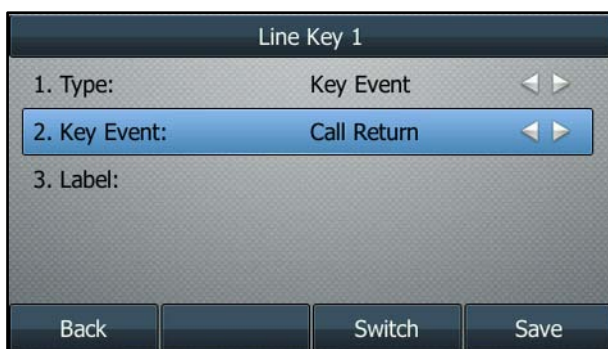 Line Key 1
1. Type: Key Event
2. Key Event: Call Return
3. Label:
Back Switch Save